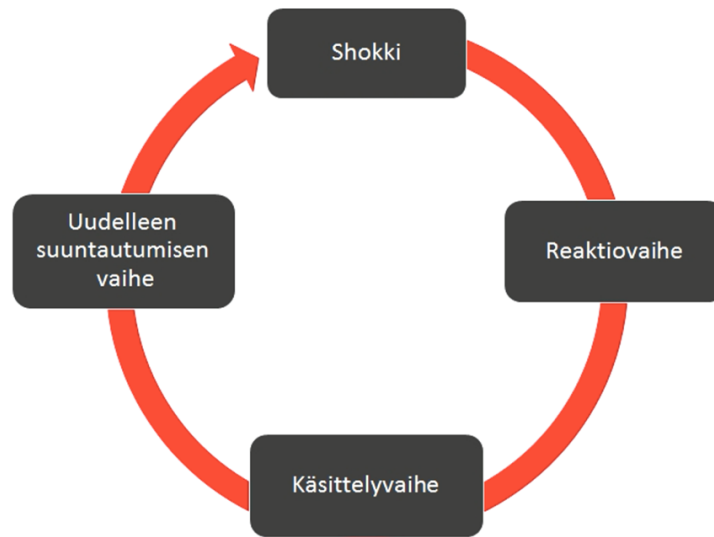 Shokki
Reaktiovaihe
Käsittelyvaihe
Uudelleen
suuntautumisen
vaihe